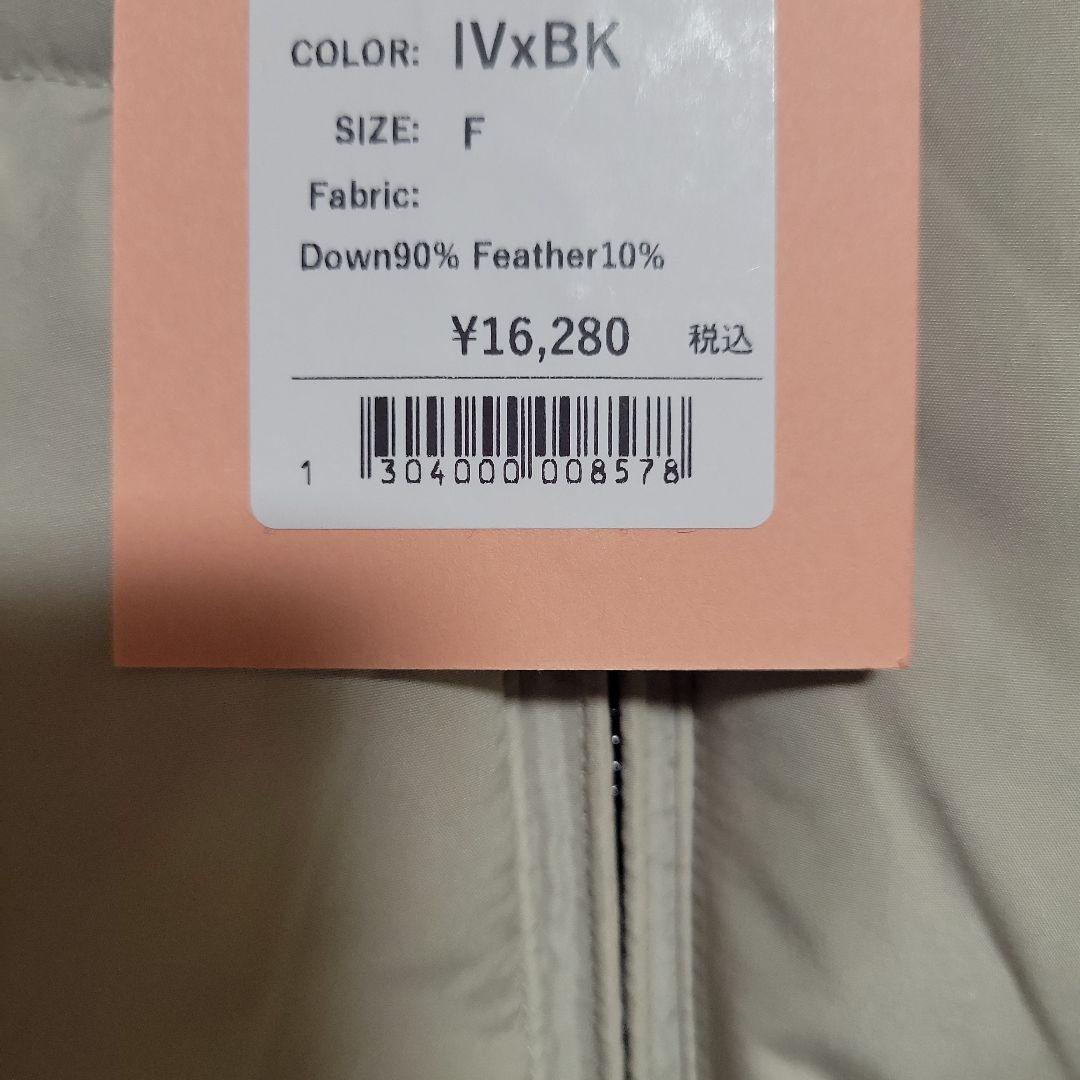 COLOR: IVxBK
SIZE: F
Fabric:
Down90% Feather10%
¥16,280 税込
1 304000 008578